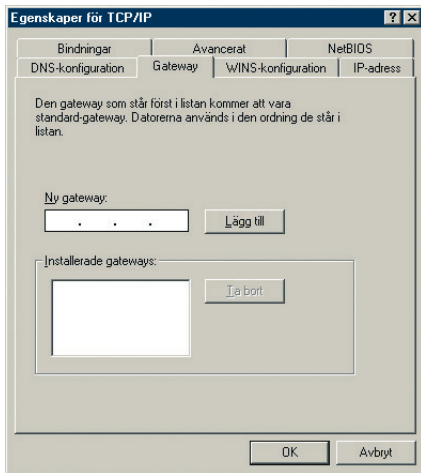 Egenskaper för TCP/IP
Bindningar Avancerat NetBIOS
DNS-konfiguration Gateway WINS-konfiguration IP-adress
Den gateway som står först i listan kommer att vara
standard-gateway. Datorerna används i den ordning de står i
listan.
Ny gateway:
. . .
Lägg till
Installerade gateways:
Ta bort
OK Avbryt